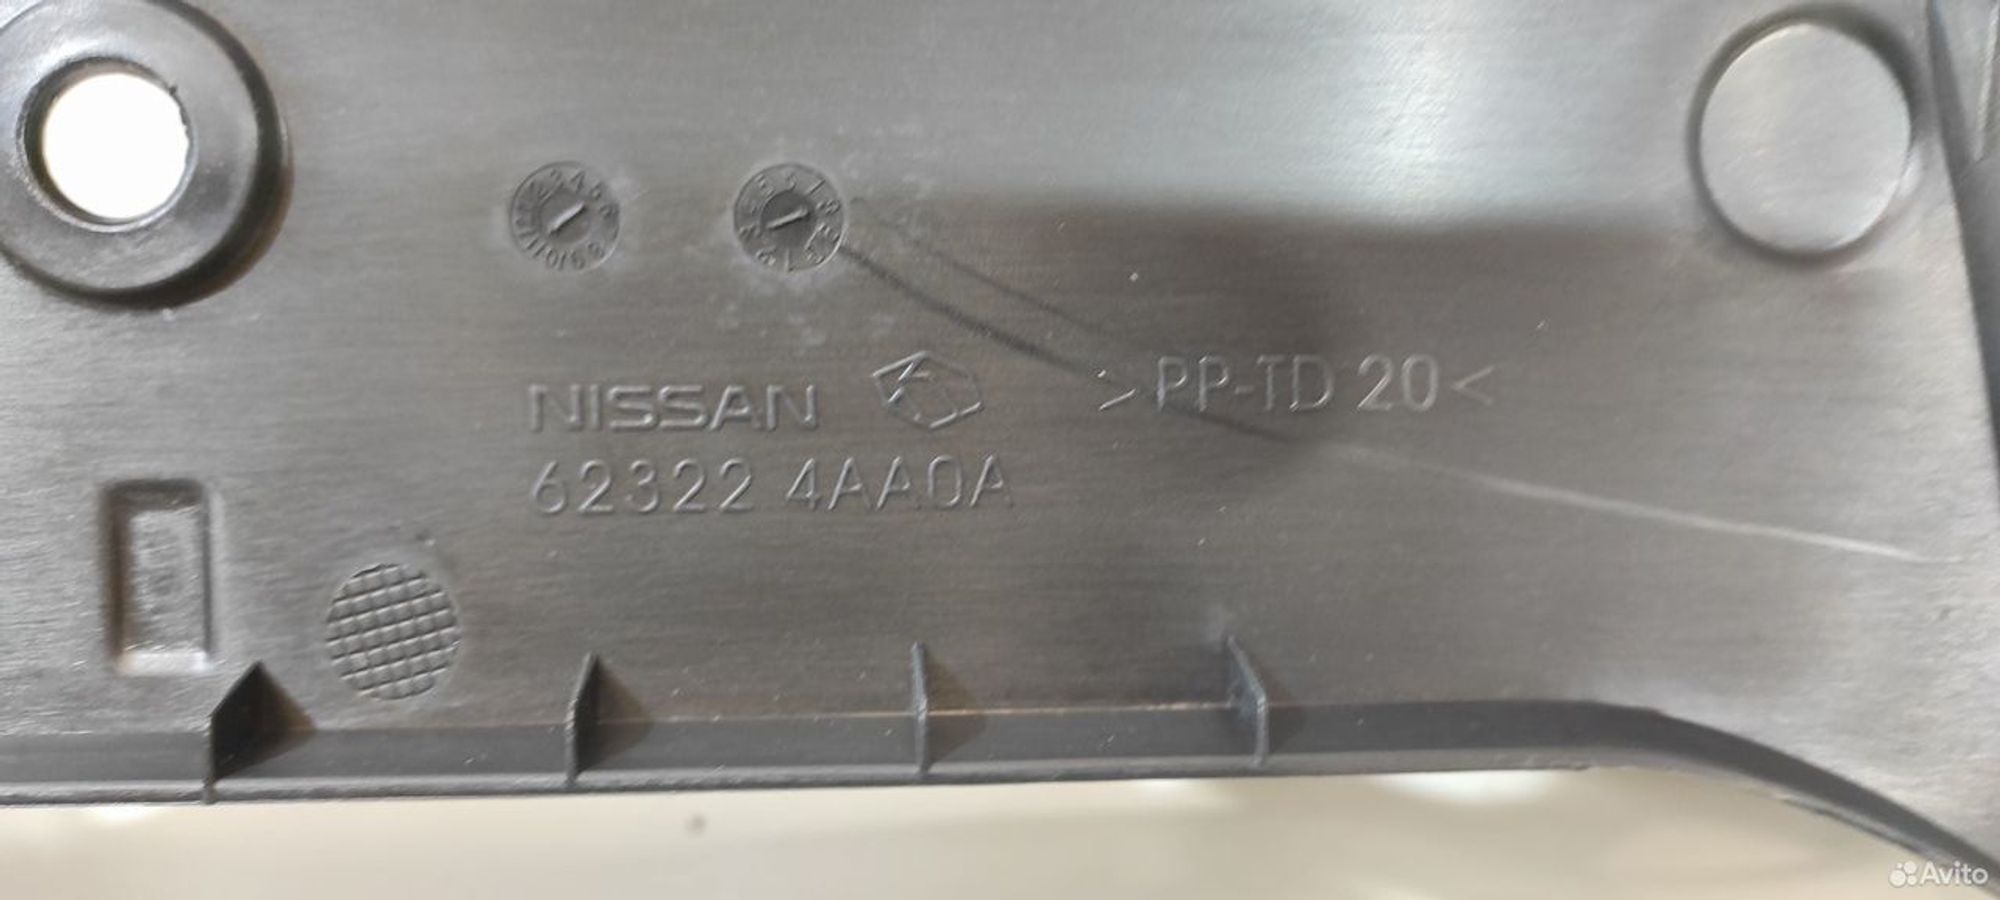 NISSAN >PP-TD 20<
62322 4AA0A
Avito